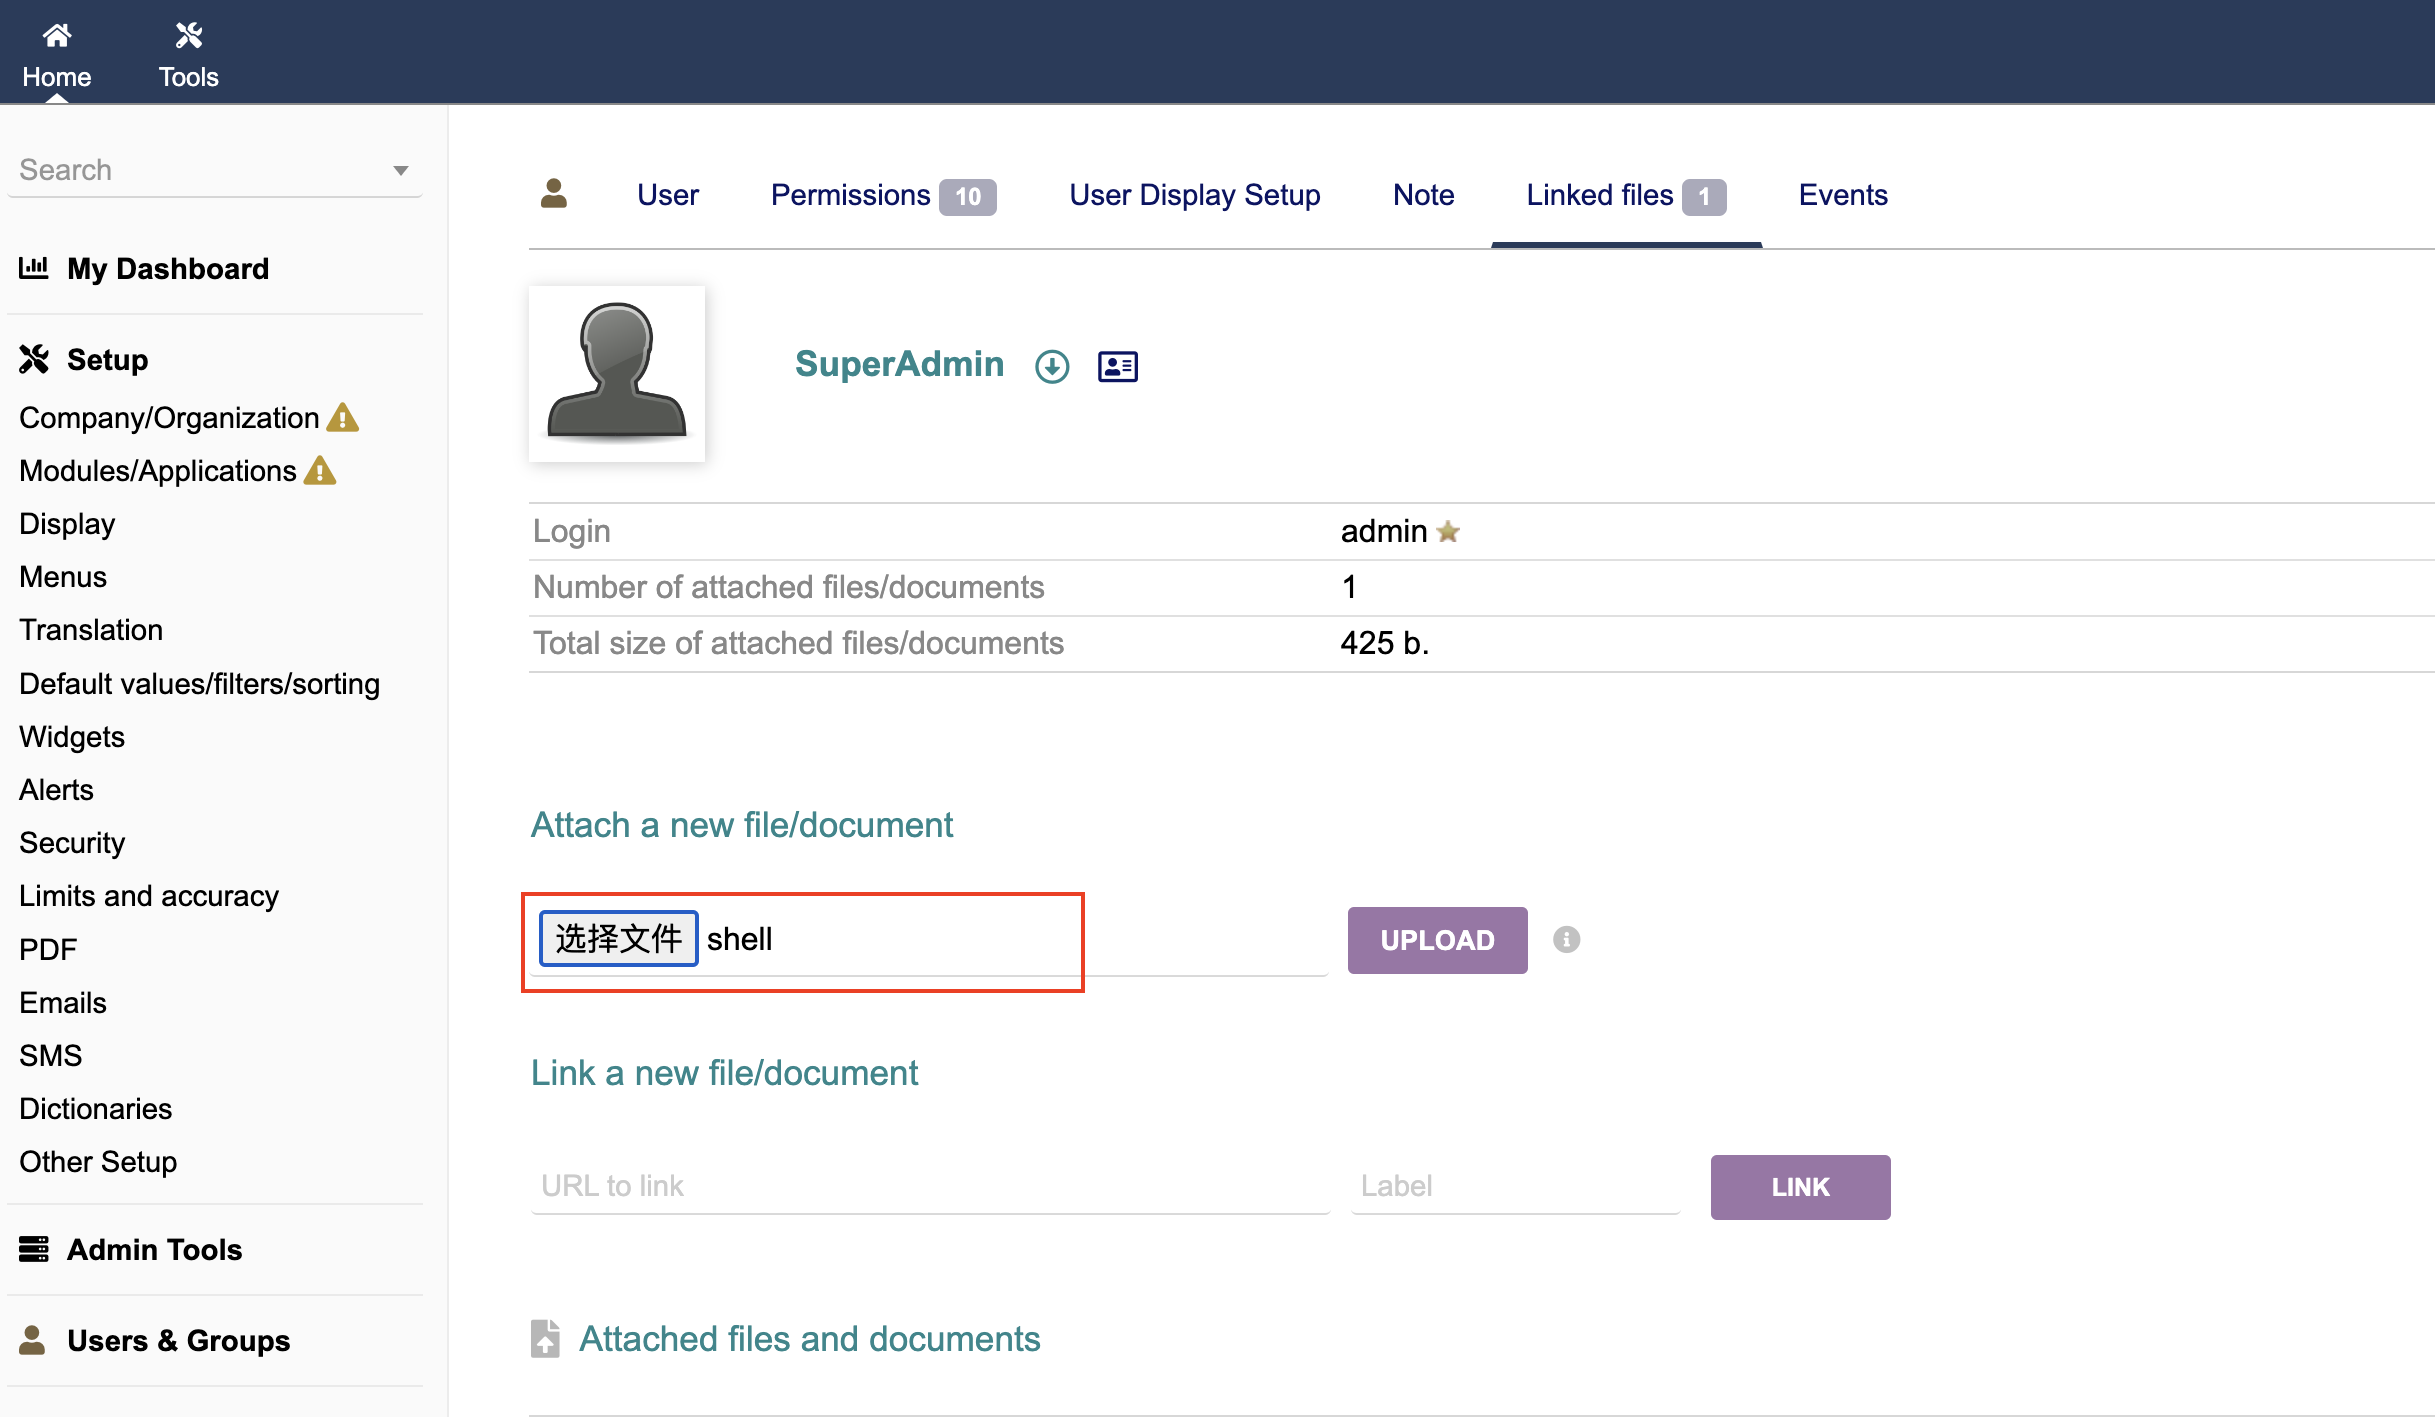 Home
Tools
Search
My Dashboard
Setup
Company/Organization
Modules/Applications
Display
Menus
Translation
Default values/filters/sorting
Widgets
Alerts
Security
Limits and accuracy
PDF
Emails
SMS
Dictionaries
Other Setup
Admin Tools
Users & Groups
User
Permissions 10
User Display Setup
Note
Linked files 1
Events
SuperAdmin
Login admin
Number of attached files/documents 1
Total size of attached files/documents 425 b.
Attach a new file/document
选择文件 shell
UPLOAD
Link a new file/document
URL to link
Label
LINK
Attached files and documents